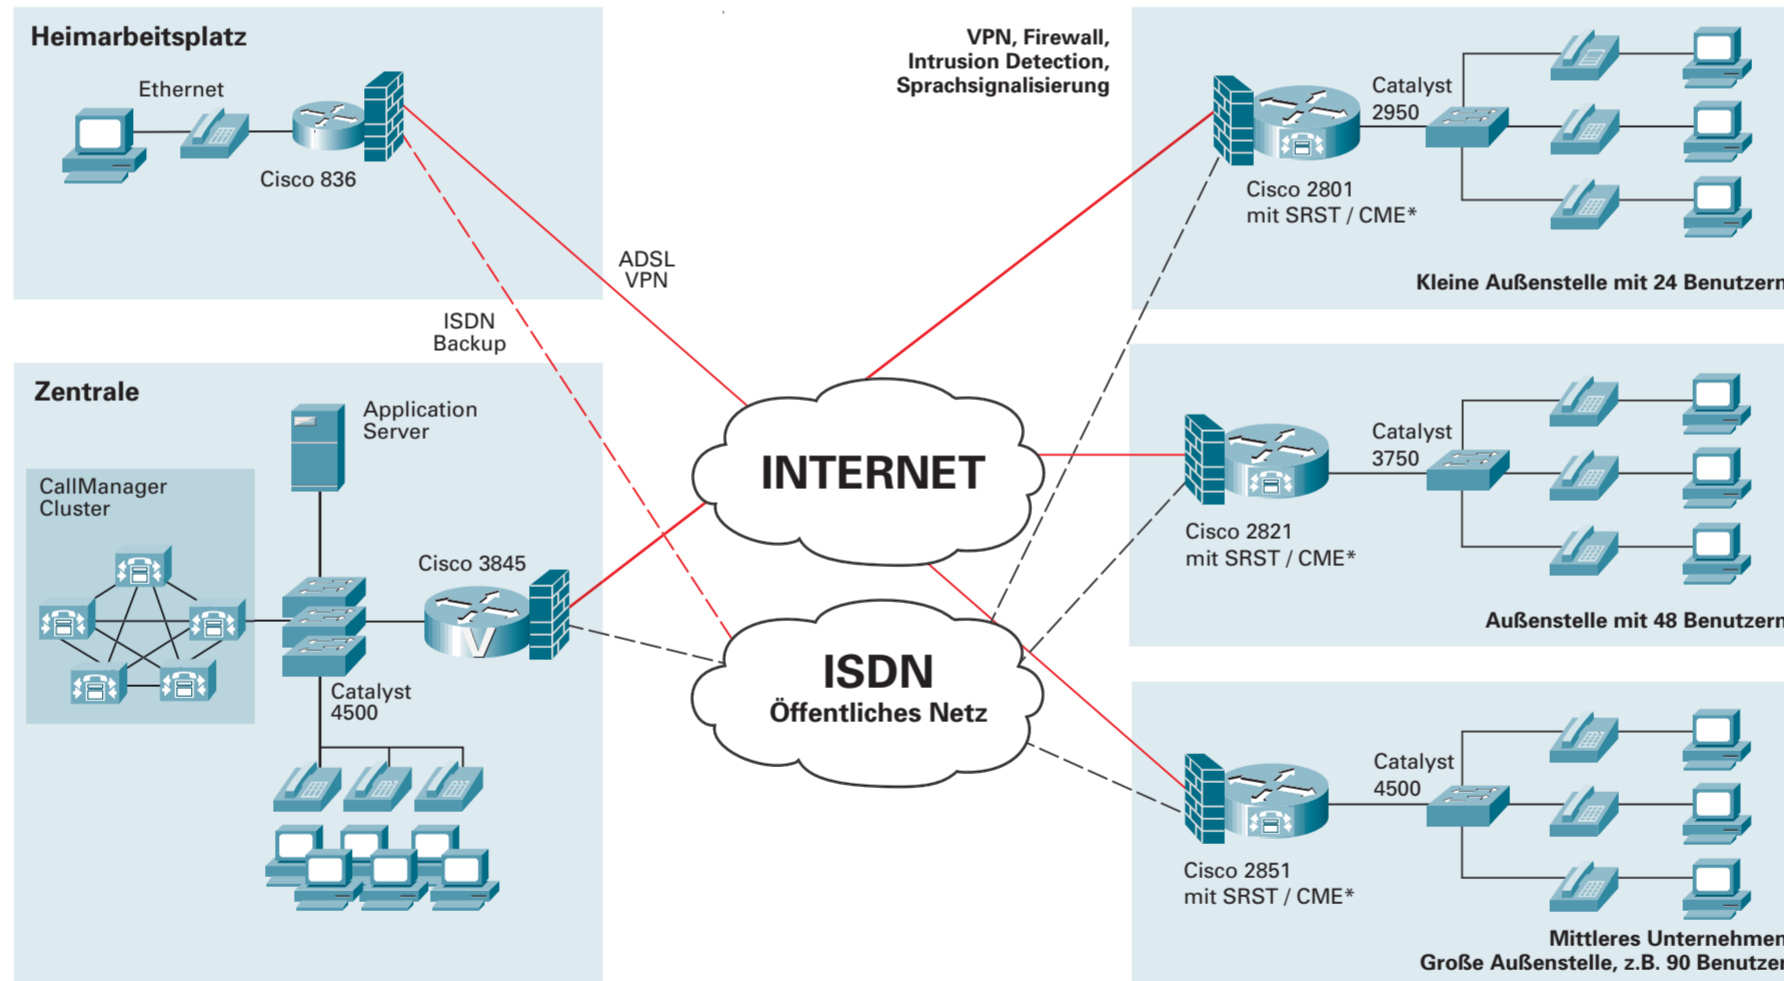 Heimarbeitsplatz
Ethernet
Cisco 836
ADSL
VPN
ISDN
Backup
Zentrale
Application
Server
CallManager
Cluster
Cisco 3845
V
Catalyst
4500
INTERNET
ISDN
Öffentliches Netz
VPN, Firewall,
Intrusion Detection,
Sprachsignalisierung
Catalyst
2950
Cisco 2801
mit SRST / CME*
Kleine Außenstelle mit 24 Benutzern
Catalyst
3750
Cisco 2821
mit SRST / CME*
Außenstelle mit 48 Benutzern
Catalyst
4500
Cisco 2851
mit SRST / CME*
Mittleres Unternehmen
Große Außenstelle, z.B. 90 Benutzer